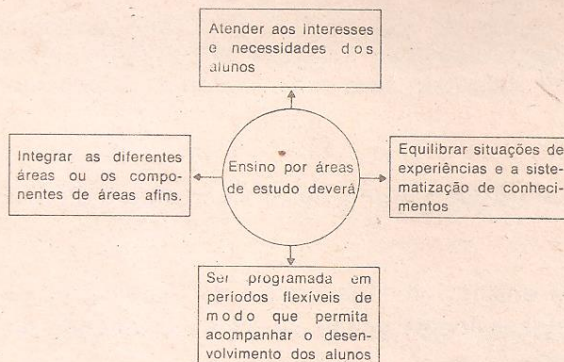 Atender aos interesses
e necessidades dos
alunos
Integrar as diferentes
áreas ou os compo-
nentes de áreas afins.
Ensino por áreas
de estudo deverá
Equilibrar situações de
experiências e a siste-
matização de conheci-
mentos
Ser programada em
períodos flexíveis de
modo que permita
acompanhar o desen-
volvimento dos alunos